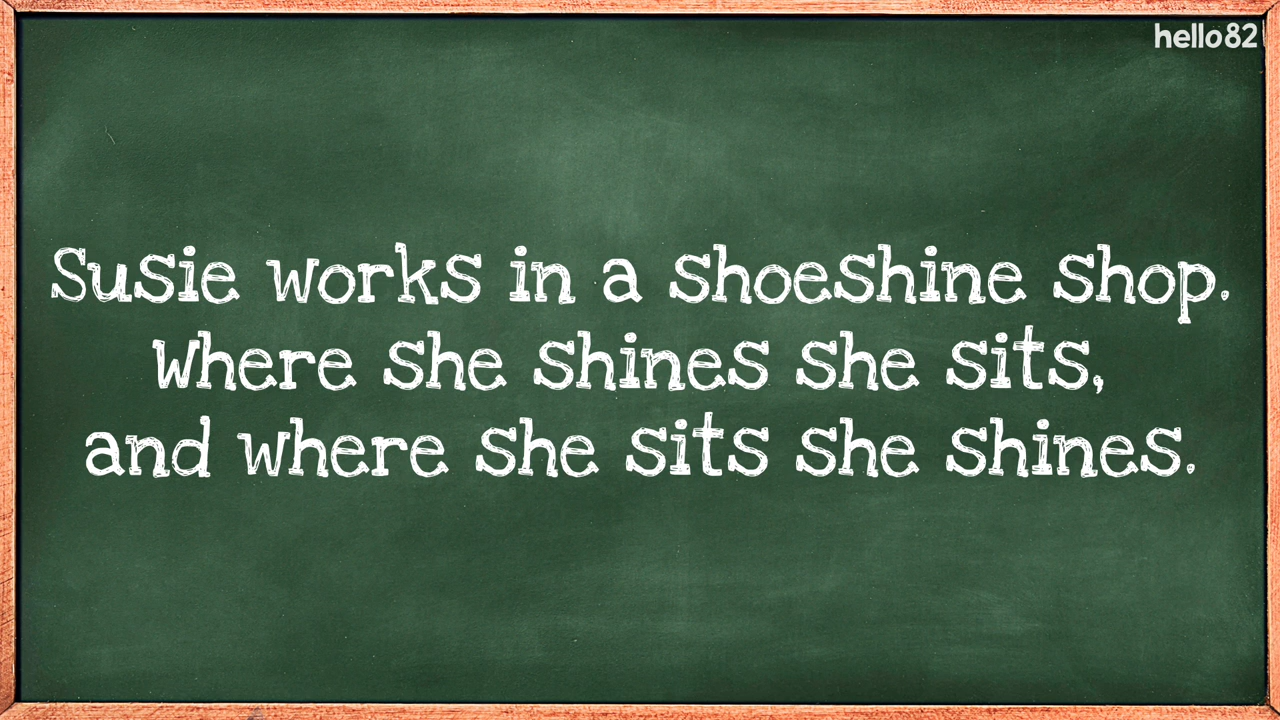 hello82
Susie works in a shoeshine shop.
Where she shines she sits,
and where she sits she shines.